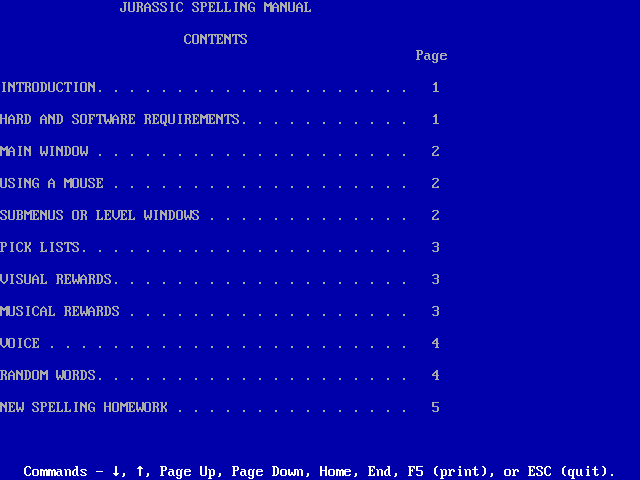 JURASSIC SPELLING MANUAL
CONTENTS
Page
INTRODUCTION. . . . . . . . . . . . . . . . . . . . 1
HARD AND SOFTWARE REQUIREMENTS. . . . . . . . . . . 1
MAIN WINDOW . . . . . . . . . . . . . . . . . . . . 2
USING A MOUSE . . . . . . . . . . . . . . . . . . . 2
SUBMENUS OR LEVEL WINDOWS . . . . . . . . . . . . . 2
PICK LISTS. . . . . . . . . . . . . . . . . . . . . 3
VISUAL REWARDS. . . . . . . . . . . . . . . . . . . 3
MUSICAL REWARDS . . . . . . . . . . . . . . . . . . 3
VOICE . . . . . . . . . . . . . . . . . . . . . . . 4
RANDOM WORDS. . . . . . . . . . . . . . . . . . . . 4
NEW SPELLING HOMEWORK . . . . . . . . . . . . . . . 5
Commands - ↓, ↑, Page Up, Page Down, Home, End, F5 (print), or ESC (quit).